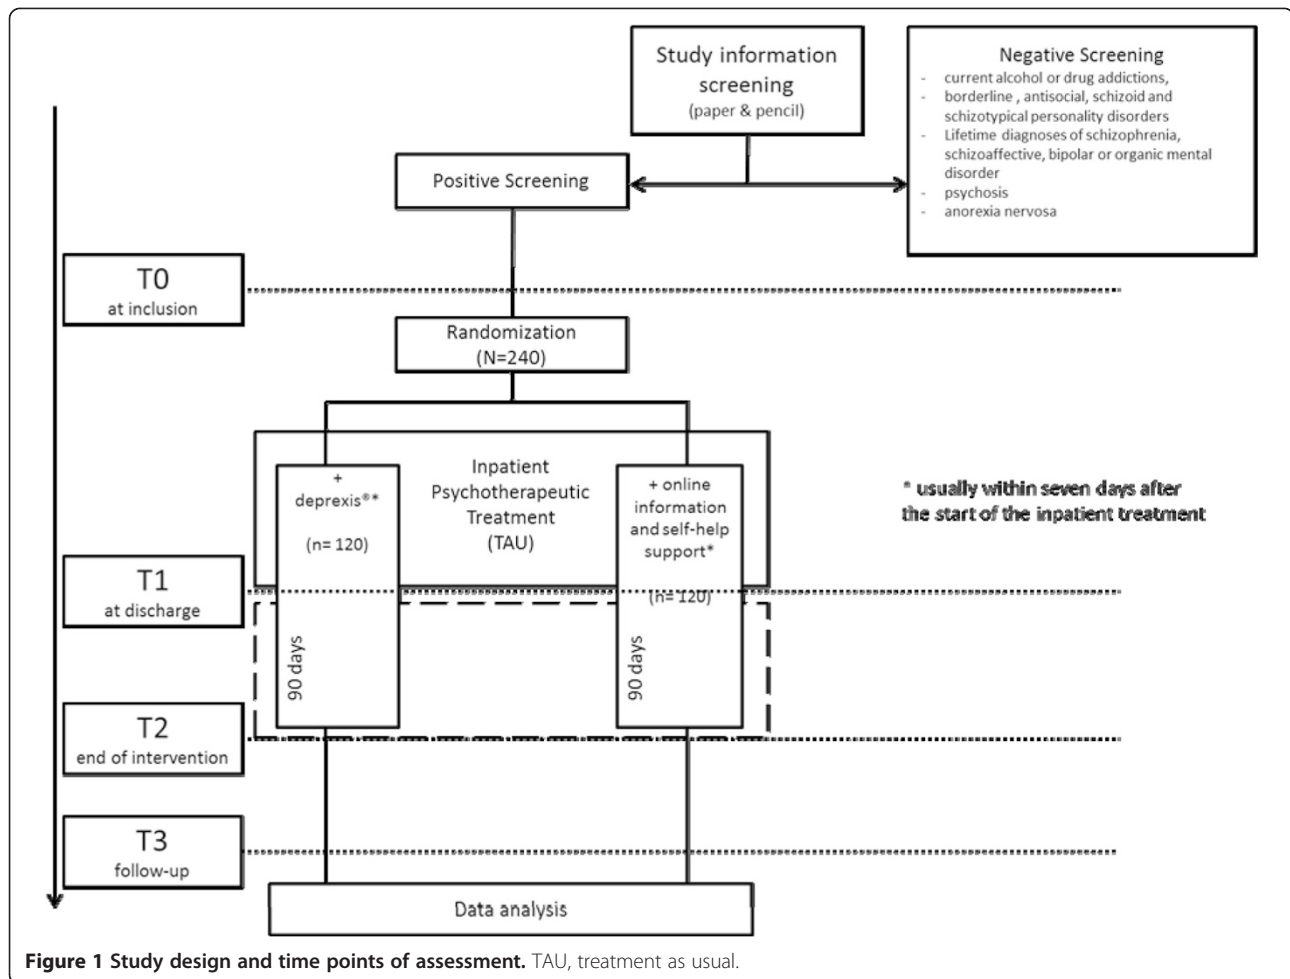 Study information
screening
(paper & pencil)
Negative Screening
- current alcohol or drug addictions,
- borderline , antisocial, schizoid and
schizotypical personality disorders
- Lifetime diagnoses of schizophrenia,
schizoaffective, bipolar or organic mental
disorder
- psychosis
- anorexia nervosa
Positive Screening
T0
at inclusion
Randomization
(N=240)
+
deprexis®*
(n= 120)
Inpatient
Psychotherapeutic
Treatment
(TAU)
+ online
information
and self-help
support*
(n= 120)
* usually within seven days after
the start of the inpatient treatment
T1
at discharge
90 days
90 days
T2
end of intervention
T3
follow-up
Data analysis
Figure 1 Study design and time points of assessment. TAU, treatment as usual.